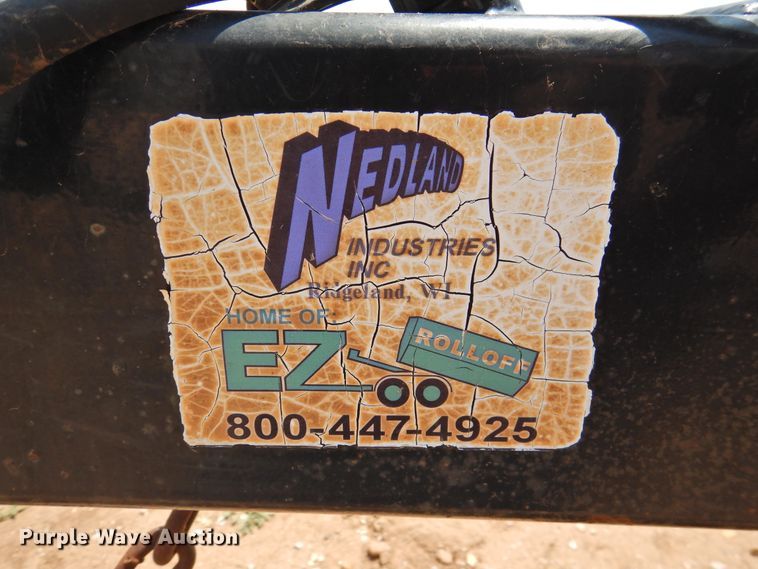 NEDLAND
INDUSTRIES
INC
Ridgeland, WI
HOME OF:
EZ
ROLLOFF
800-447-4925
Purple Wave Auction